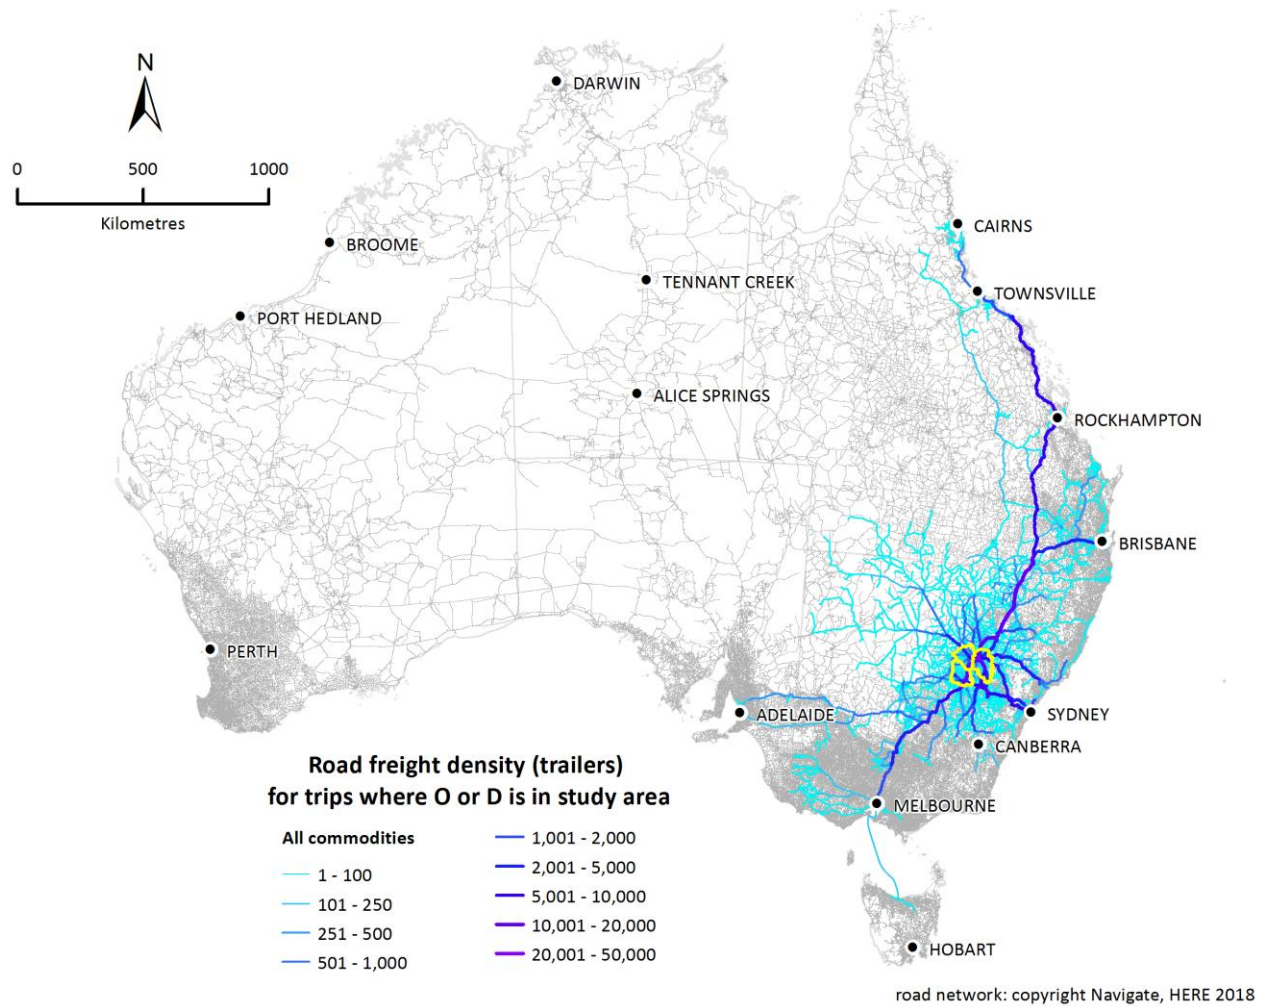 N
DARWIN
0 500 1000
Kilometres
CAIRNS
BROOME
TENNANT CREEK
TOWNSVILLE
PORT HEDLAND
ALICE SPRINGS
ROCKHAMPTON
BRISBANE
PERTH
ADELAIDE
SYDNEY
CANBERRA
MELBOURNE
Road freight density (trailers)
for trips where O or D is in study area
All commodities
1 - 100
101 - 250
251 - 500
501 - 1,000
1,001 - 2,000
2,001 - 5,000
5,001 - 10,000
10,001 - 20,000
20,001 - 50,000
HOBART
road network: copyright Navigate, HERE 2018